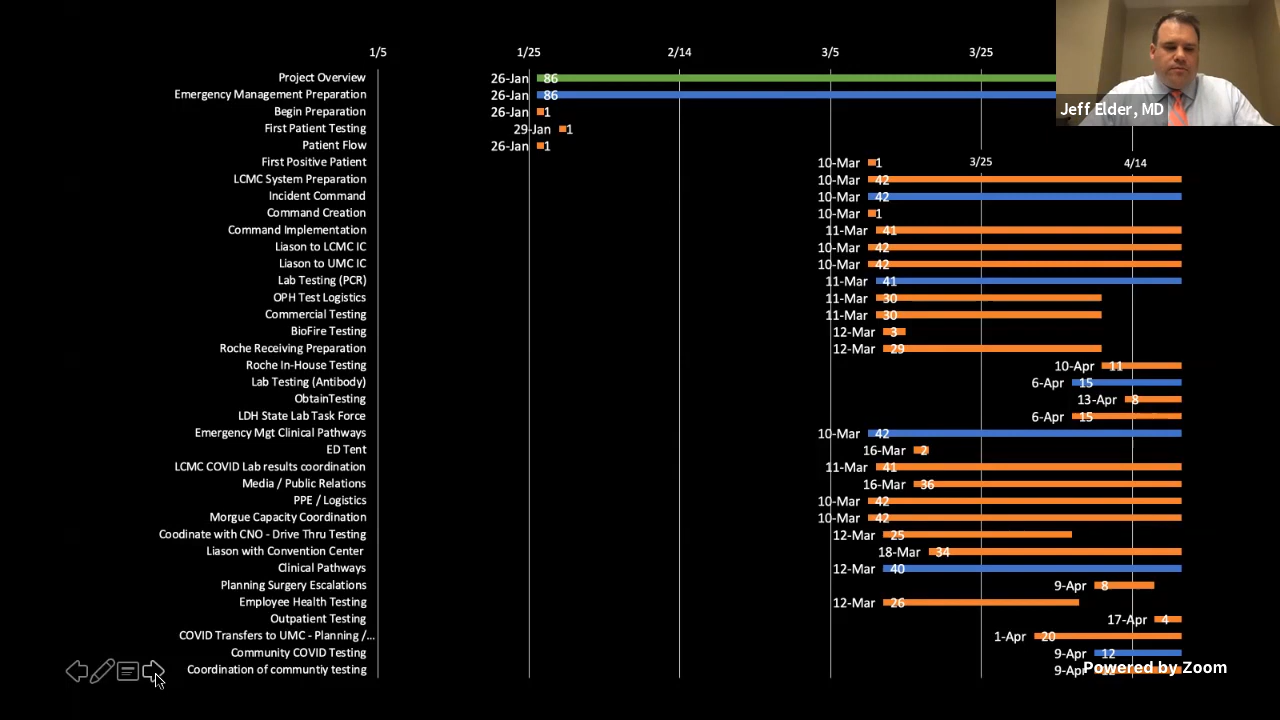 1/5 1/25 2/14 3/5 3/25
Project Overview 26-Jan 86
Emergency Management Preparation 26-Jan 86
Jeff Elder, MD
Begin Preparation 26-Jan 1
First Patient Testing 29-Jan 1
Patient Flow 26-Jan 1
First Positive Patient 10-Mar 1 3/25 4/14
LCMC System Preparation 10-Mar 42
Incident Command 10-Mar 42
Command Creation 10-Mar 1
Command Implementation 11-Mar 41
Liason to LCMC IC 10-Mar 42
Liason to UMC IC 10-Mar 42
Lab Testing (PCR) 11-Mar 41
OPH Test Logistics 11-Mar 30
Commercial Testing 11-Mar 30
BioFire Testing 12-Mar 3
Roche Receiving Preparation 12-Mar 29
Roche In-House Testing 10-Apr 11
Lab Testing (Antibody) 6-Apr 15
ObtainTesting 13-Apr 8
LDH State Lab Task Force 6-Apr 15
Emergency Mgt Clinical Pathways 10-Mar 42
ED Tent 16-Mar 2
LCMC COVID Lab results coordination 11-Mar 41
Media / Public Relations 16-Mar 36
PPE / Logistics 10-Mar 42
Morgue Capacity Coordination 10-Mar 42
Coodinate with CNO - Drive Thru Testing 12-Mar 25
Liason with Convention Center 18-Mar 34
Clinical Pathways 12-Mar 40
Planning Surgery Escalations 9-Apr 8
Employee Health Testing 12-Mar 26
Outpatient Testing 17-Apr 4
COVID Transfers to UMC - Planning /... 1-Apr 20
Community COVID Testing 9-Apr 12
Coordination of communtiy testing 9-Apr 12
Powered by Zoom